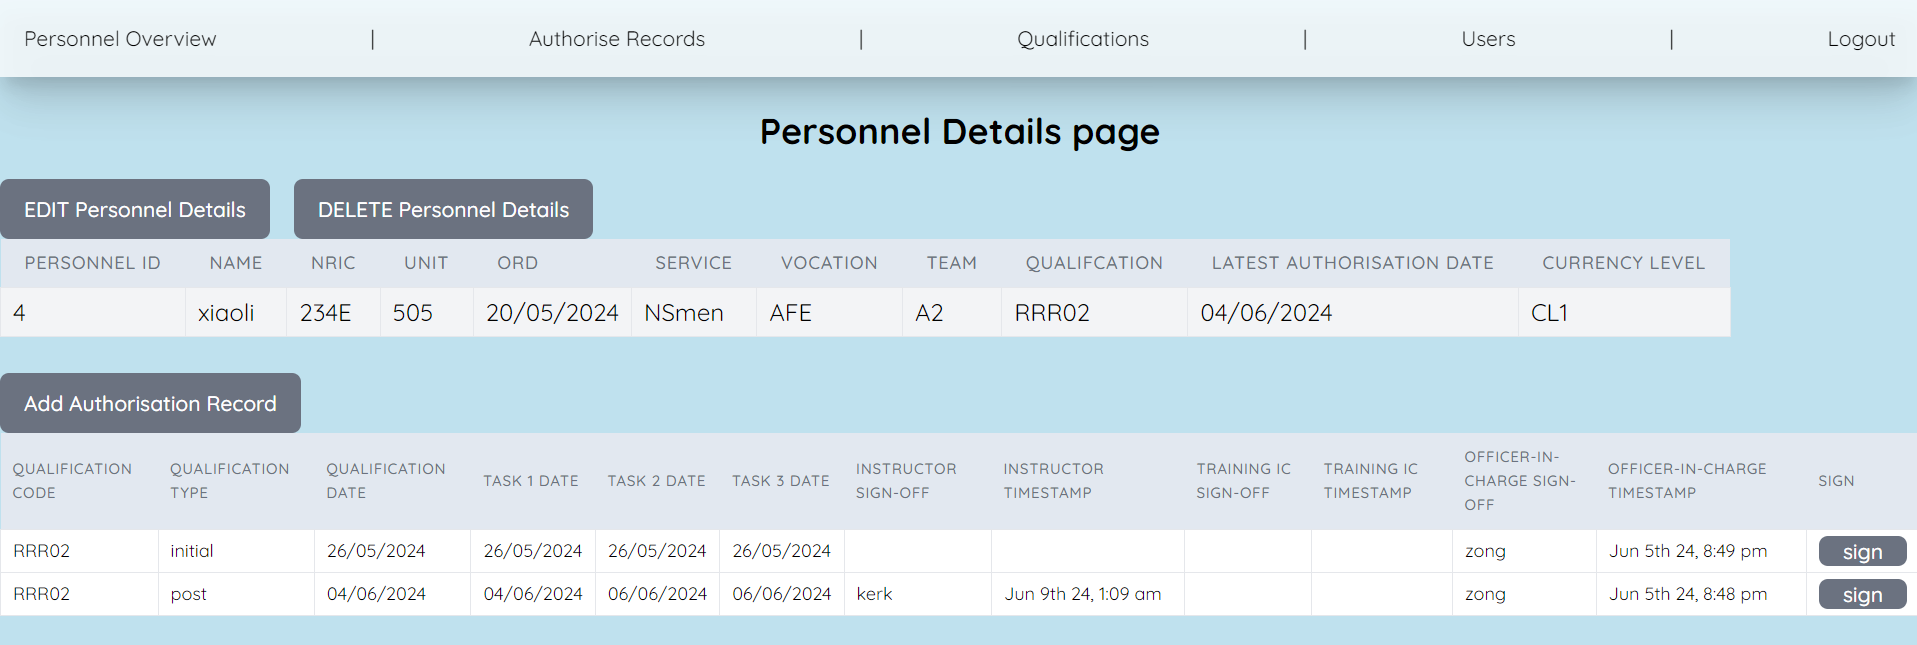 Personnel Overview | Authorise Records | Qualifications | Users | Logout
Personnel Details page
EDIT Personnel Details DELETE Personnel Details
PERSONNEL ID NAME NRIC UNIT ORD SERVICE VOCATION TEAM QUALIFCATION LATEST AUTHORISATION DATE CURRENCY LEVEL
4 xiaoli 234E 505 20/05/2024 NSmen AFE A2 RRR02 04/06/2024 CL1
Add Authorisation Record
QUALIFICATION CODE QUALIFICATION TYPE QUALIFICATION DATE TASK 1 DATE TASK 2 DATE TASK 3 DATE INSTRUCTOR SIGN-OFF INSTRUCTOR TIMESTAMP TRAINING IC SIGN-OFF TRAINING IC TIMESTAMP OFFICER-IN-CHARGE SIGN-OFF OFFICER-IN-CHARGE TIMESTAMP SIGN
RRR02 initial 26/05/2024 26/05/2024 26/05/2024 26/05/2024 zong Jun 5th 24, 8:49 pm sign
RRR02 post 04/06/2024 04/06/2024 06/06/2024 06/06/2024 kerk Jun 9th 24, 1:09 am zong Jun 5th 24, 8:48 pm sign